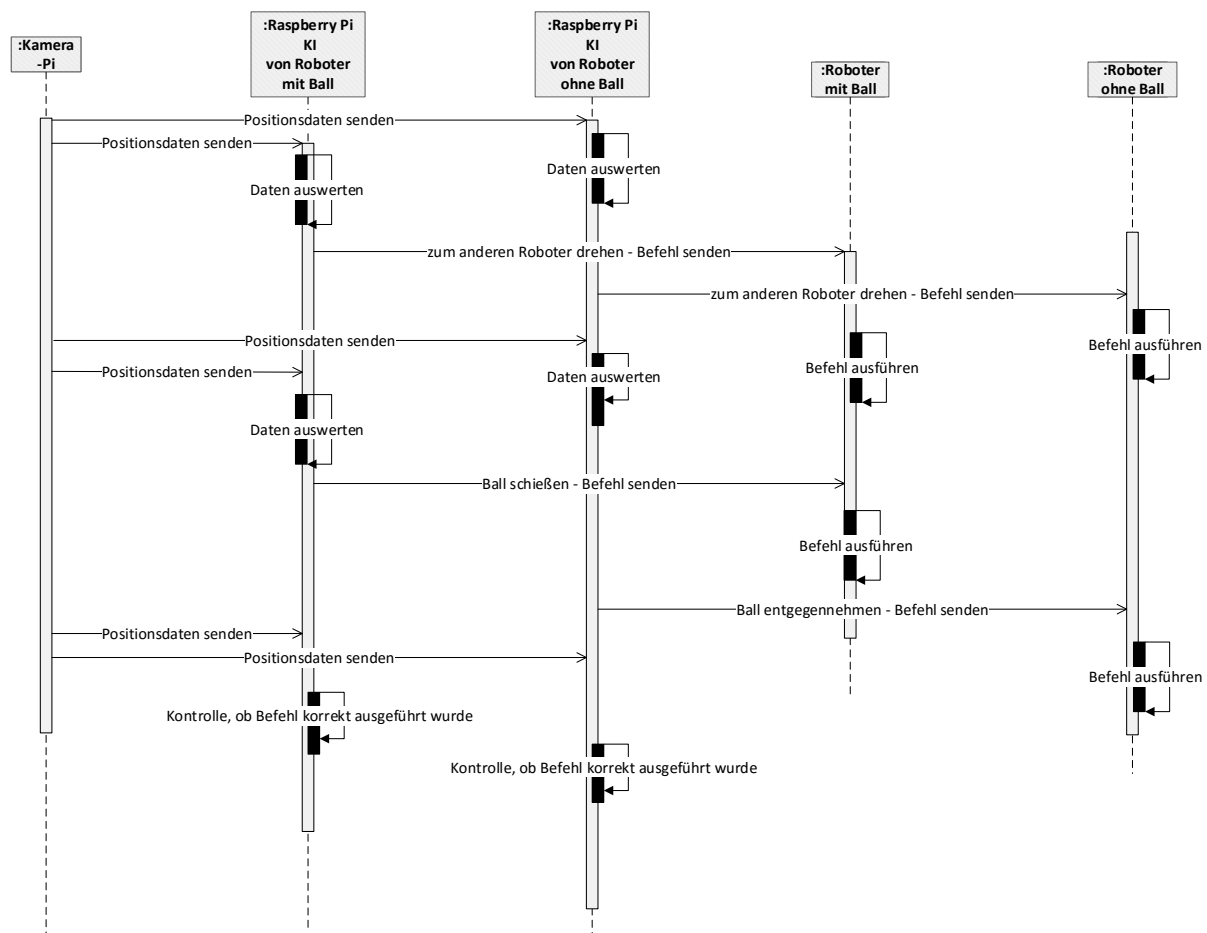 :Kamera
-Pi
:Raspberry Pi
KI
von Roboter
mit Ball
:Raspberry Pi
KI
von Roboter
ohne Ball
:Roboter
mit Ball
:Roboter
ohne Ball
Positionsdaten senden
Positionsdaten senden
Daten auswerten
Daten auswerten
zum anderen Roboter drehen - Befehl senden
zum anderen Roboter drehen - Befehl senden
Positionsdaten senden
Befehl ausführen
Befehl ausführen
Positionsdaten senden
Daten auswerten
Daten auswerten
Ball schießen - Befehl senden
Befehl ausführen
Ball entgegennehmen - Befehl senden
Positionsdaten senden
Positionsdaten senden
Befehl ausführen
Kontrolle, ob Befehl korrekt ausgeführt wurde
Kontrolle, ob Befehl korrekt ausgeführt wurde